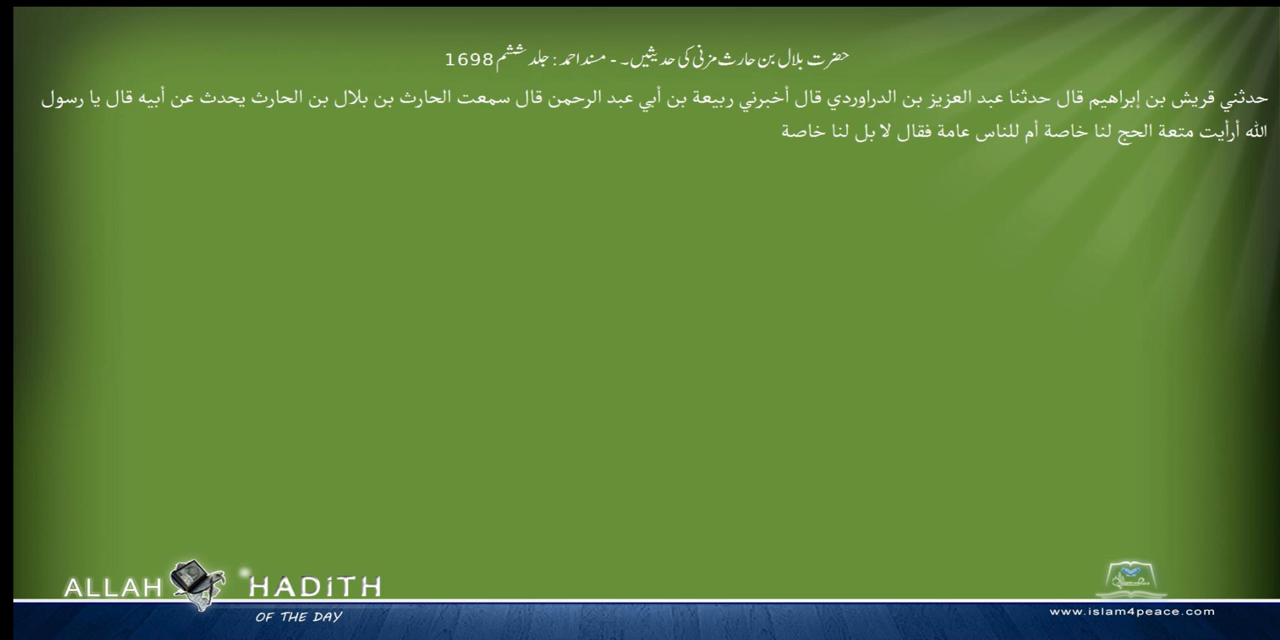 حضرت بلال بن حارث مزنی کی حدیثیں۔ - مسند احمد : جلد ششم 1698
حدثني قريش بن إبراهيم قال حدثنا عبد العزيز بن الدراوردي قال أخبرني ربيعة بن أبي عبد الرحمن قال سمعت الحارث بن بلال بن الحارث يحدث عن أبيه قال يا رسول
الله أرأيت متعة الحج لنا خاصة أم للناس عامة فقال لا بل لنا خاصة
ALLAH HADITH
OF THE DAY
www.islam4peace.com